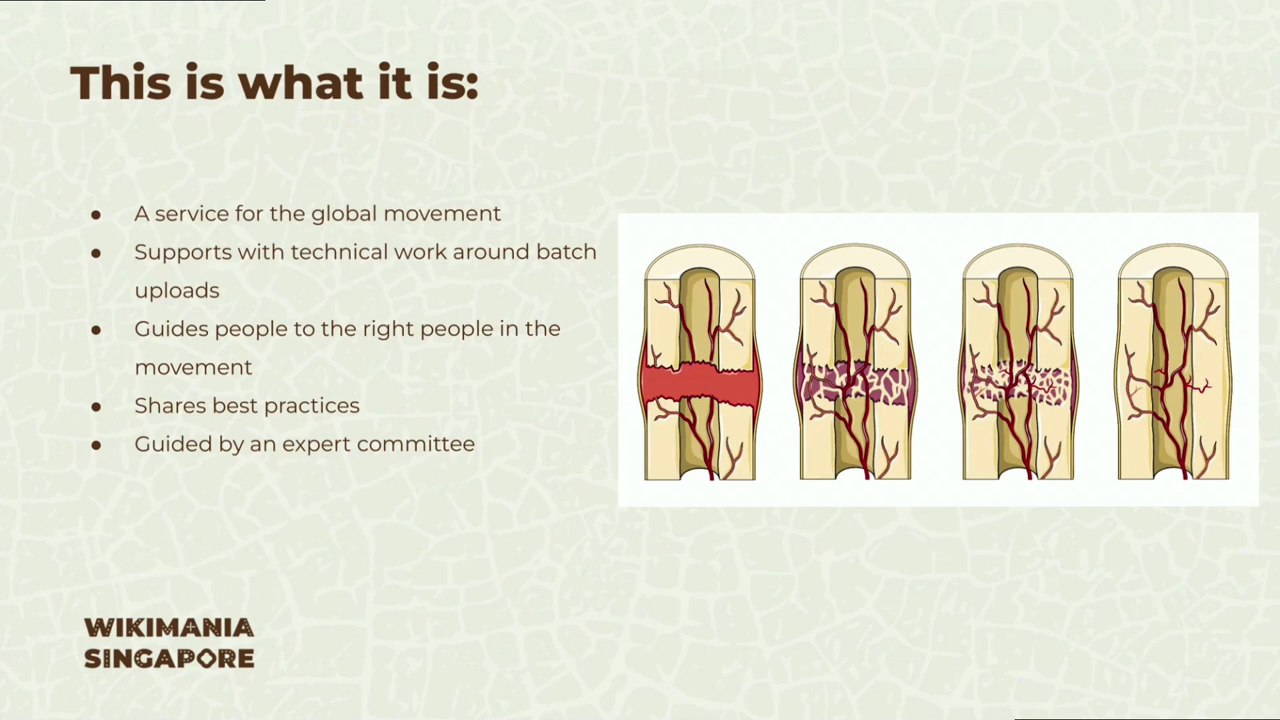 This is what it is:
● A service for the global movement
● Supports with technical work around batch
uploads
● Guides people to the right people in the
movement
● Shares best practices
● Guided by an expert committee
WIKIMANIA
SINGAPORE